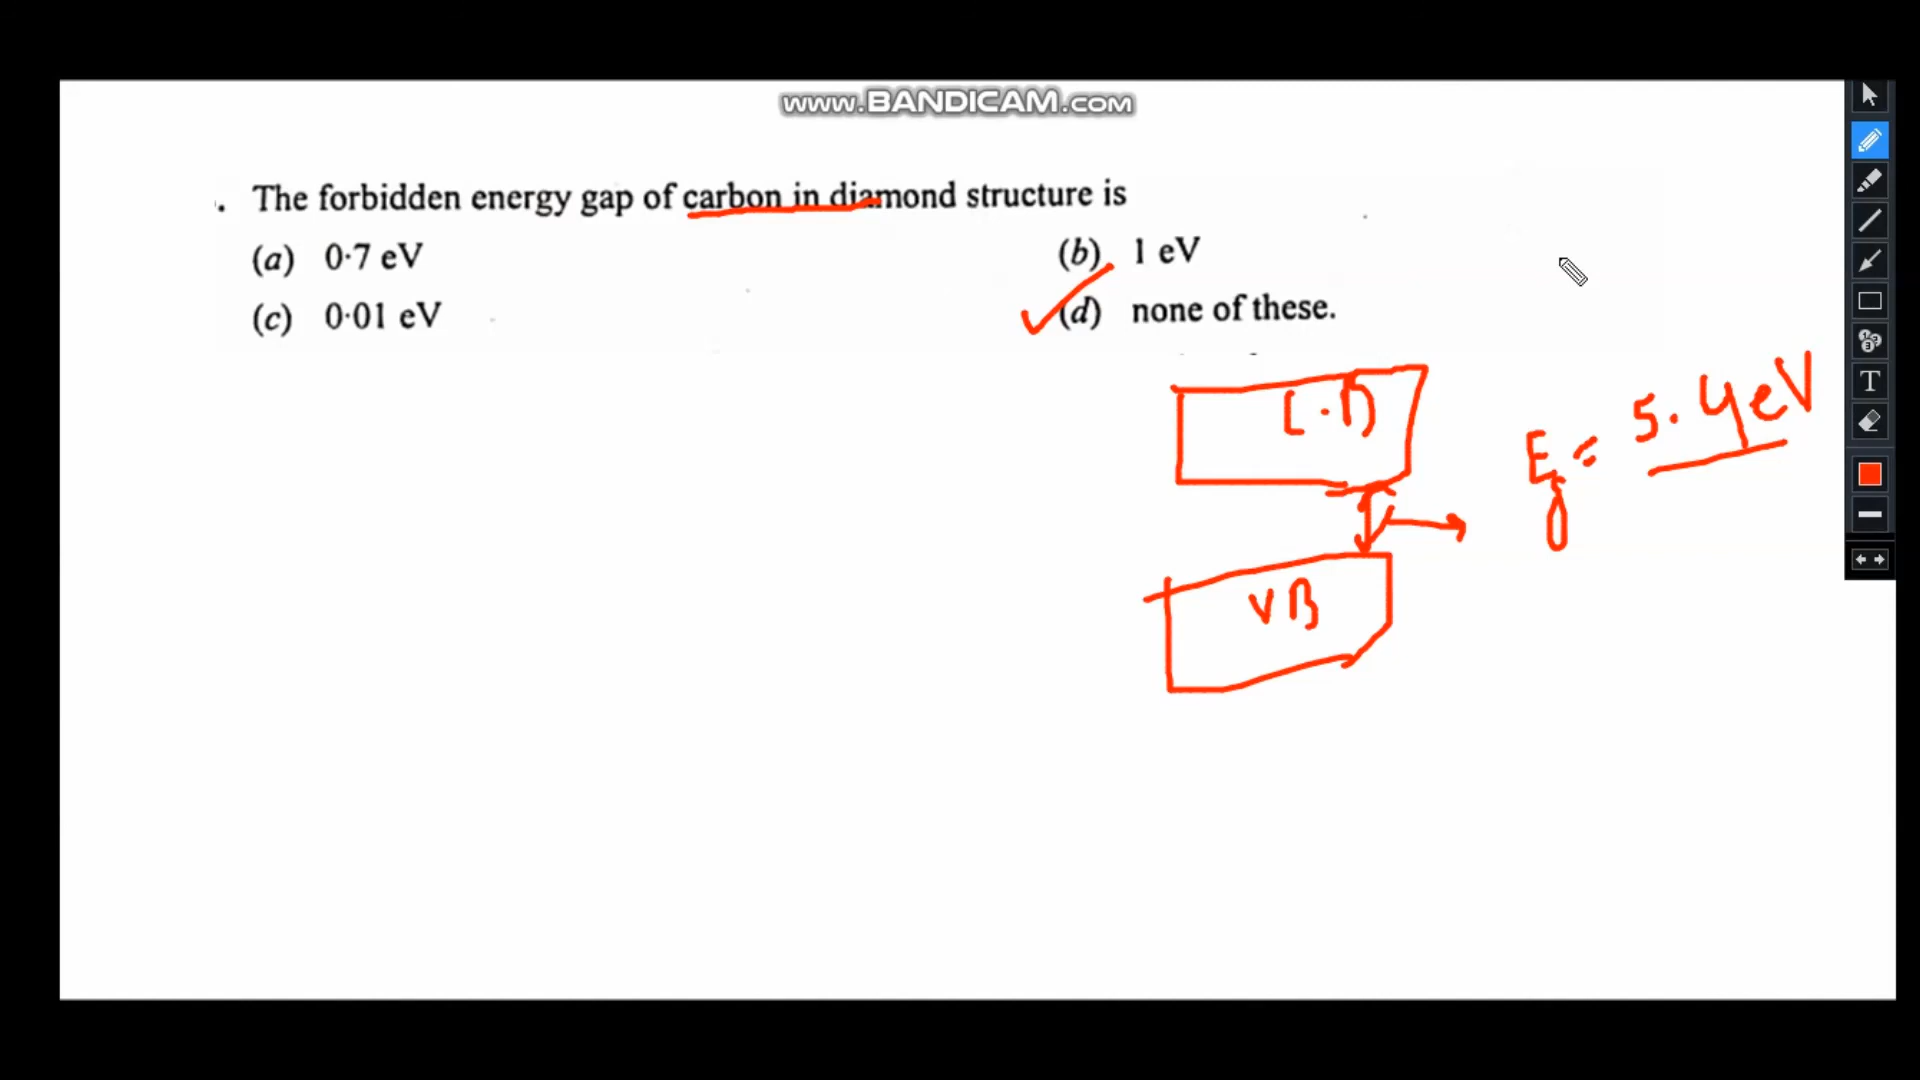 www.BANDICAM.com
. The forbidden energy gap of carbon in diamond structure is
(a) 0·7 eV
(b) 1 eV
(c) 0·01 eV
(d) none of these.
Eg = 5.4eV
VB
T